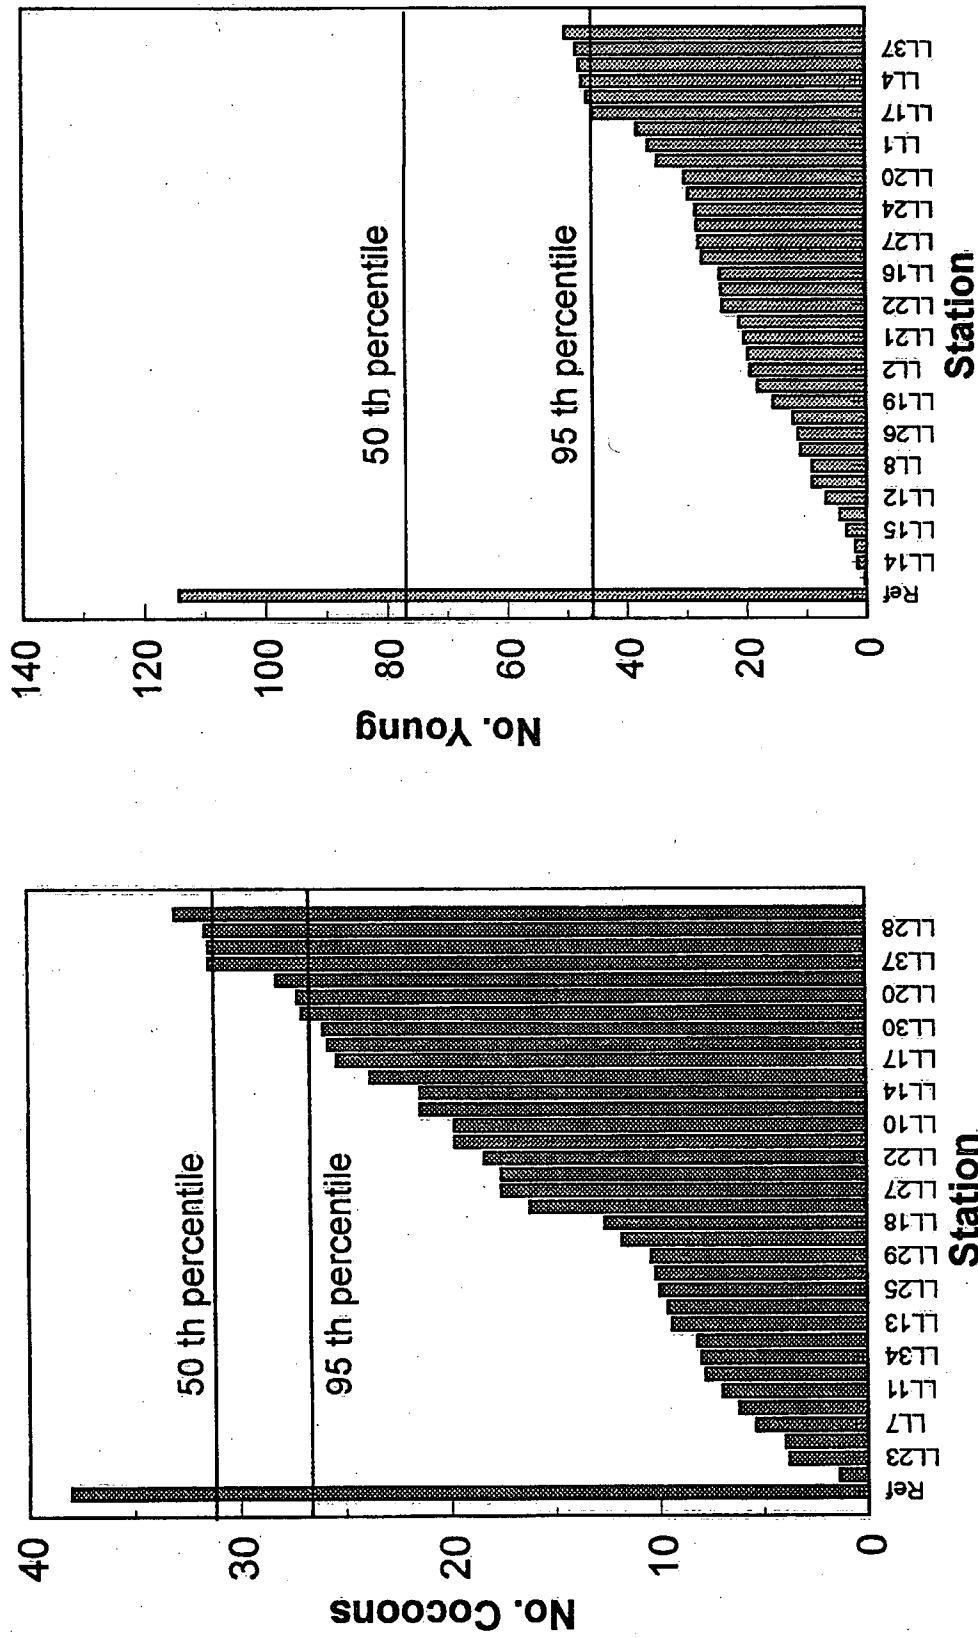 No. Cocoons
40
30
20
10
0
50 th percentile
95 th percentile
Ref
LL23
LL7
LL11
LL34
LL13
LL25
LL29
LL18
LL27
LL22
LL10
LL14
LL17
LL30
LL20
LL37
LL28
Station
No. Young
140
120
100
80
60
40
20
0
50 th percentile
95 th percentile
Ref
LL14
LL15
LL12
LL8
LL26
LL19
LL2
LL21
LL22
LL16
LL27
LL24
LL20
LL1
LL17
LL4
LL37
Station